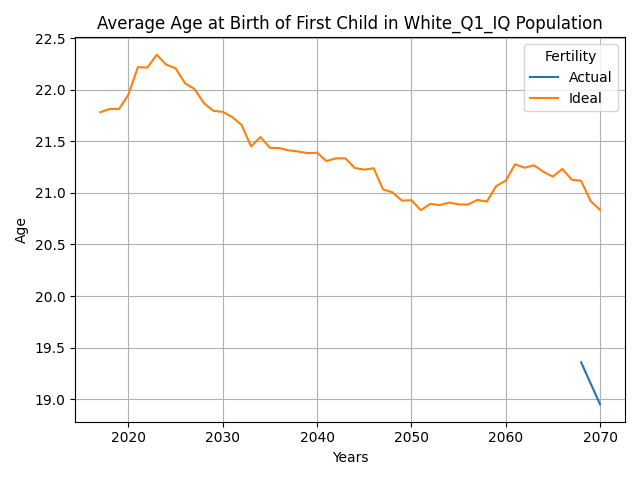 Average Age at Birth of First Child in White_Q1_IQ Population
Fertility
Actual
Ideal
22.5
22.0
21.5
21.0
20.5
20.0
19.5
19.0
Age
2020 2030 2040 2050 2060 2070
Years